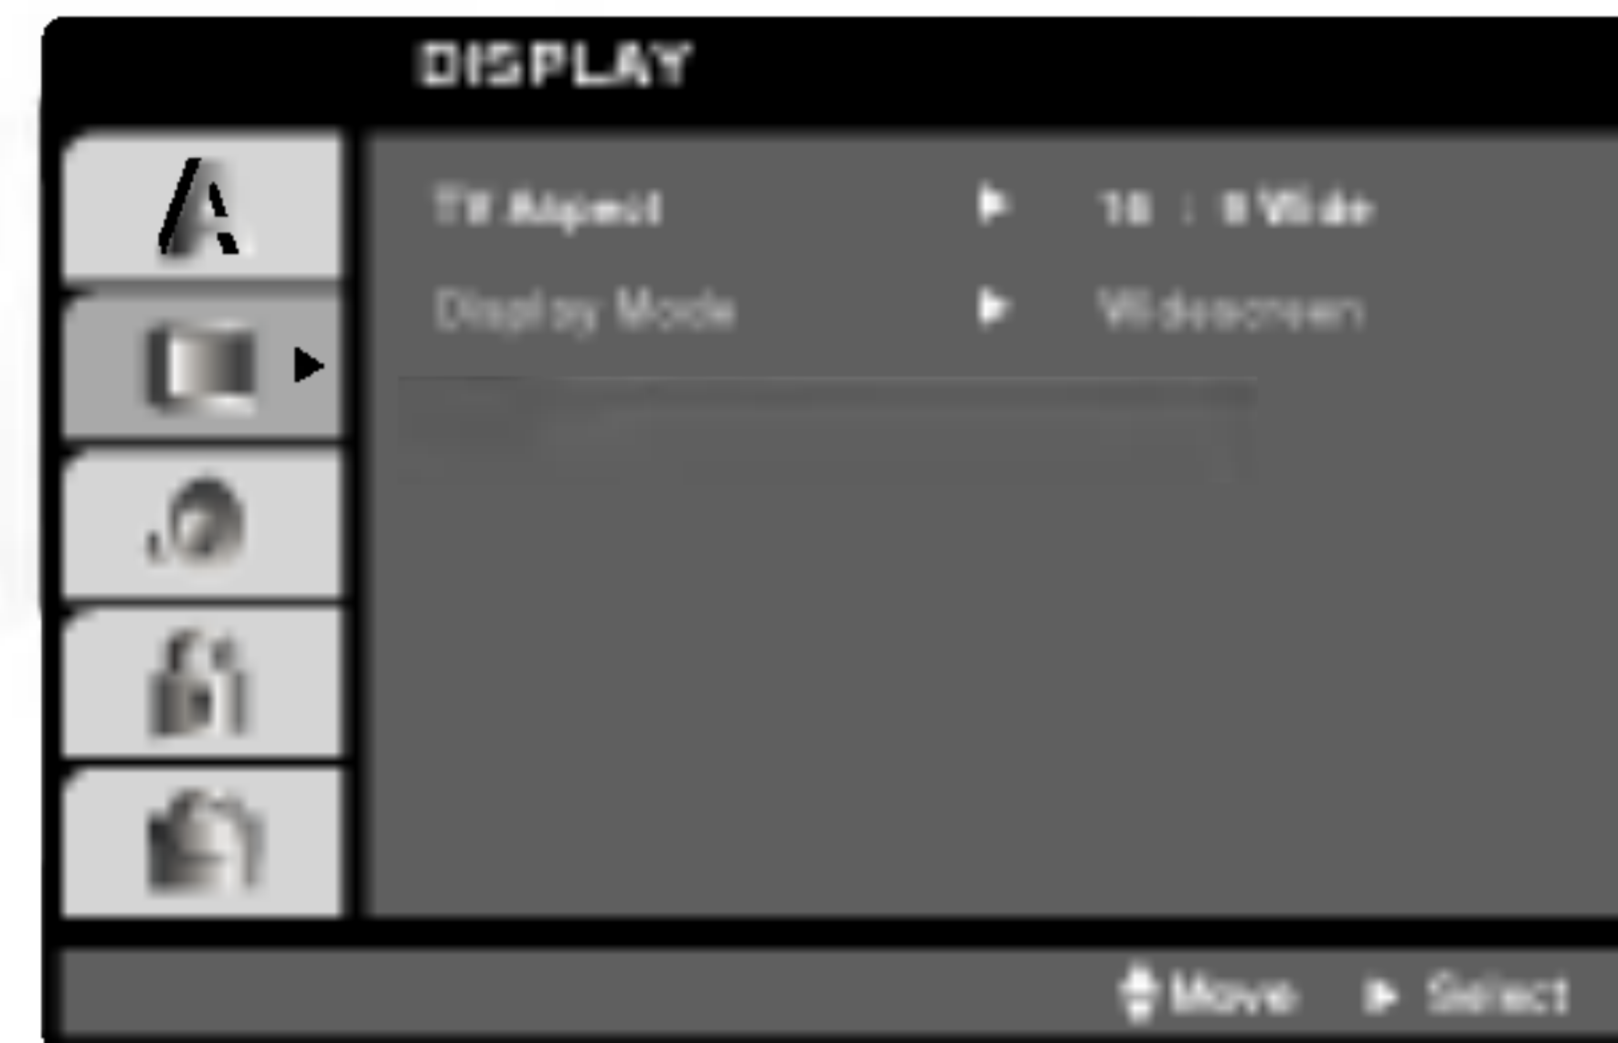 DISPLAY
TV Aspect ► 16 : 9 Wide
Display Mode ► Widescreen
Move ► Select